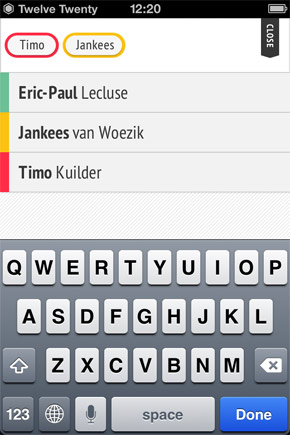 Twelve Twenty 12:20
Timo Jankees CLOSE
Eric-Paul Lecluse
Jankees van Woezik
Timo Kuilder
Q W E R T Y U I O P
A S D F G H J K L
Z X C V B N M
123 space Done